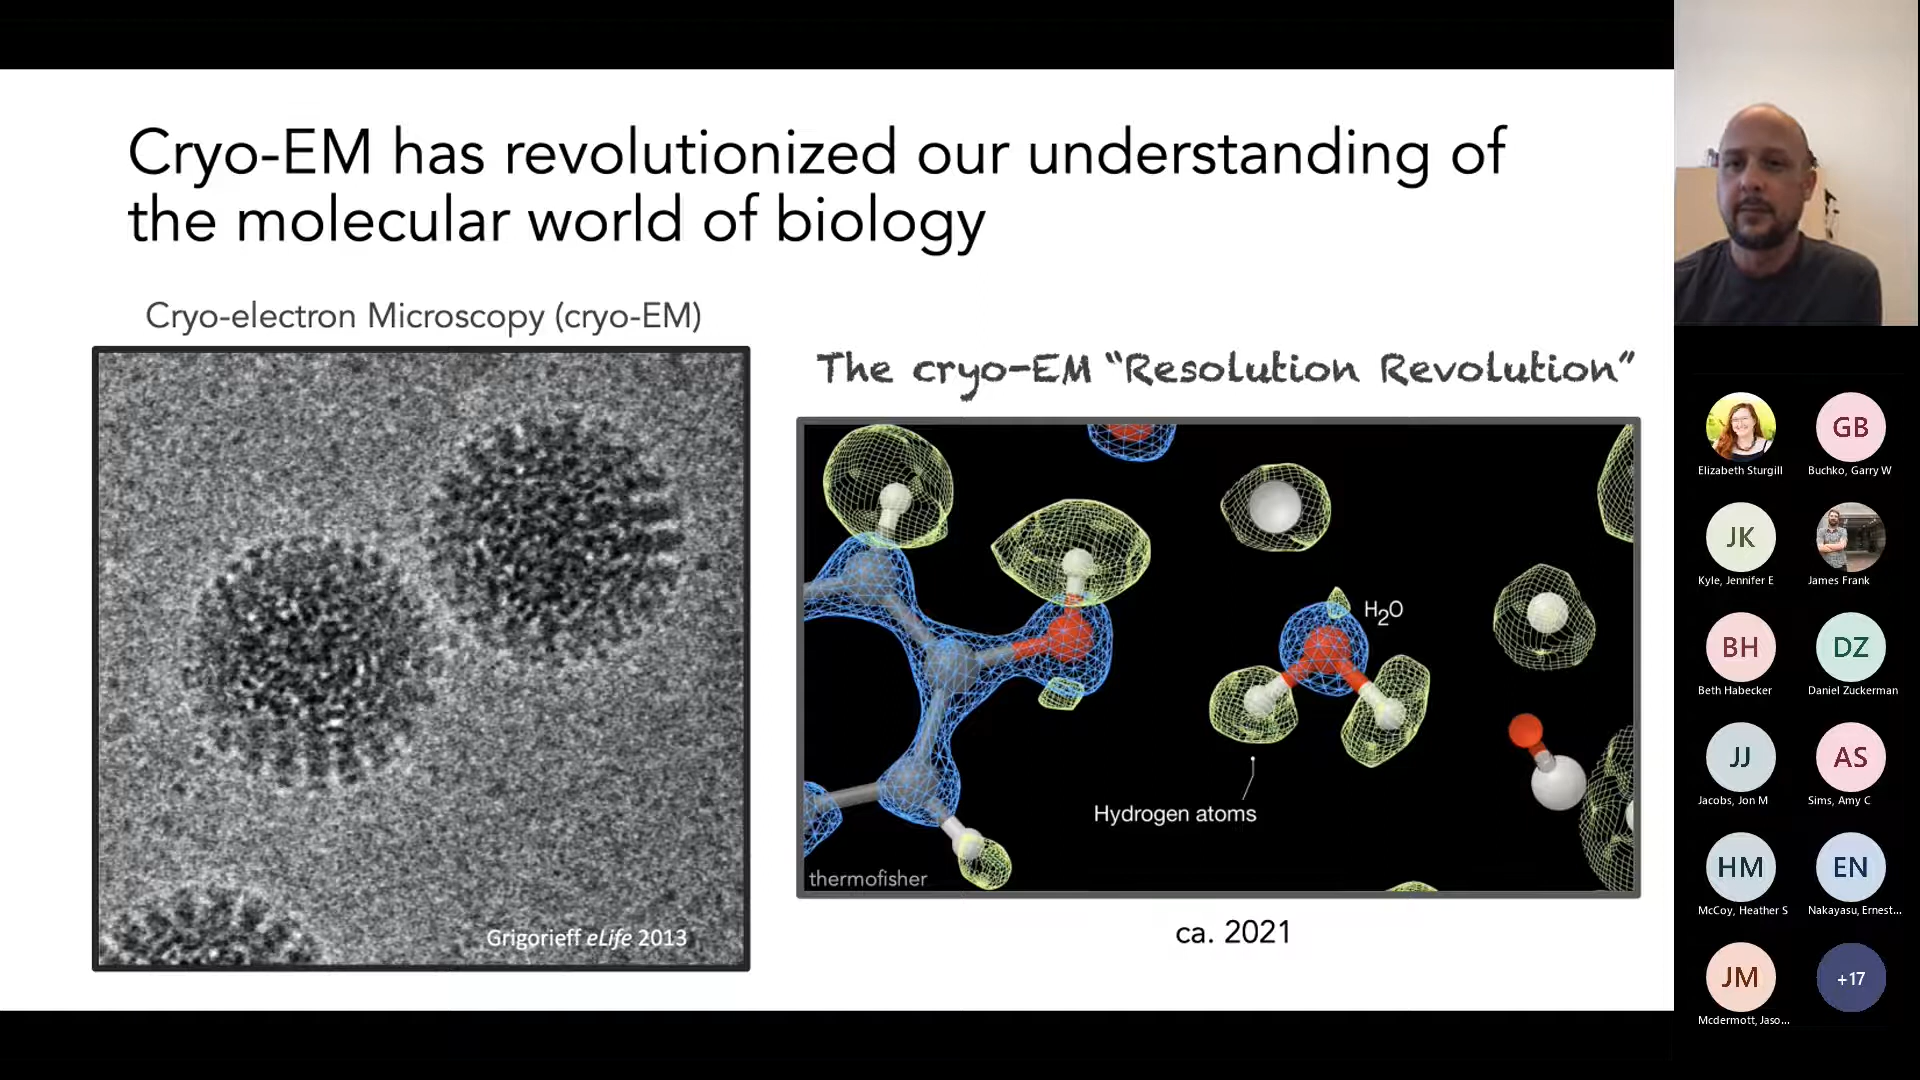 Cryo-EM has revolutionized our understanding of
the molecular world of biology
Cryo-electron Microscopy (cryo-EM)
Grigorieff eLife 2013
The cryo-EM “Resolution Revolution”
H2O
Hydrogen atoms
thermofisher
ca. 2021
Elizabeth Sturgill
GB
Buchko, Garry W
JK
Kyle, Jennifer E
James Frank
BH
Beth Habecker
DZ
Daniel Zuckerman
JJ
Jacobs, Jon M
AS
Sims, Amy C
HM
McCoy, Heather S
EN
Nakayasu, Ernest...
JM
Mcdermott, Jaso...
+17